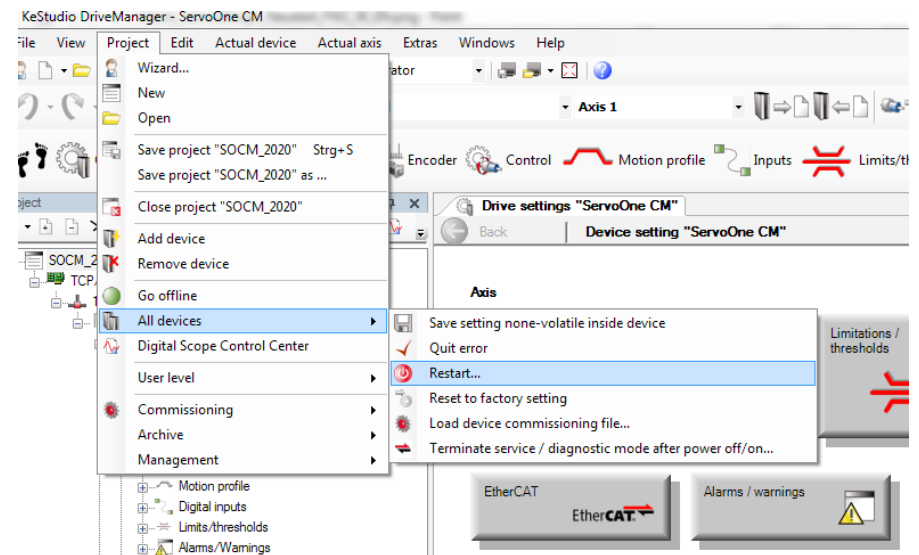 KeStudio DriveManager - ServoOne CM
File View Project Edit Actual device Actual axis Extras Windows Help
Wizard...
New
Open
Save project "SOCM_2020" Strg+S
Save project "SOCM_2020" as ...
Close project "SOCM_2020"
Add device
Remove device
Go offline
All devices
Digital Scope Control Center
User level
Commissioning
Archive
Management
Axis 1
Encoder Control Motion profile Inputs
Drive settings "ServoOne CM"
Back Device setting "ServoOne CM"
Axis
Save setting none-volatile inside device
Quit error
Restart...
Reset to factory setting
Load device commissioning file...
Terminate service / diagnostic mode after power off/on...
Limitations /
thresholds
EtherCAT
EtherCAT
Alarms / warnings
Motion profile
Digital inputs
Limits/thresholds
Alarms/Warnings